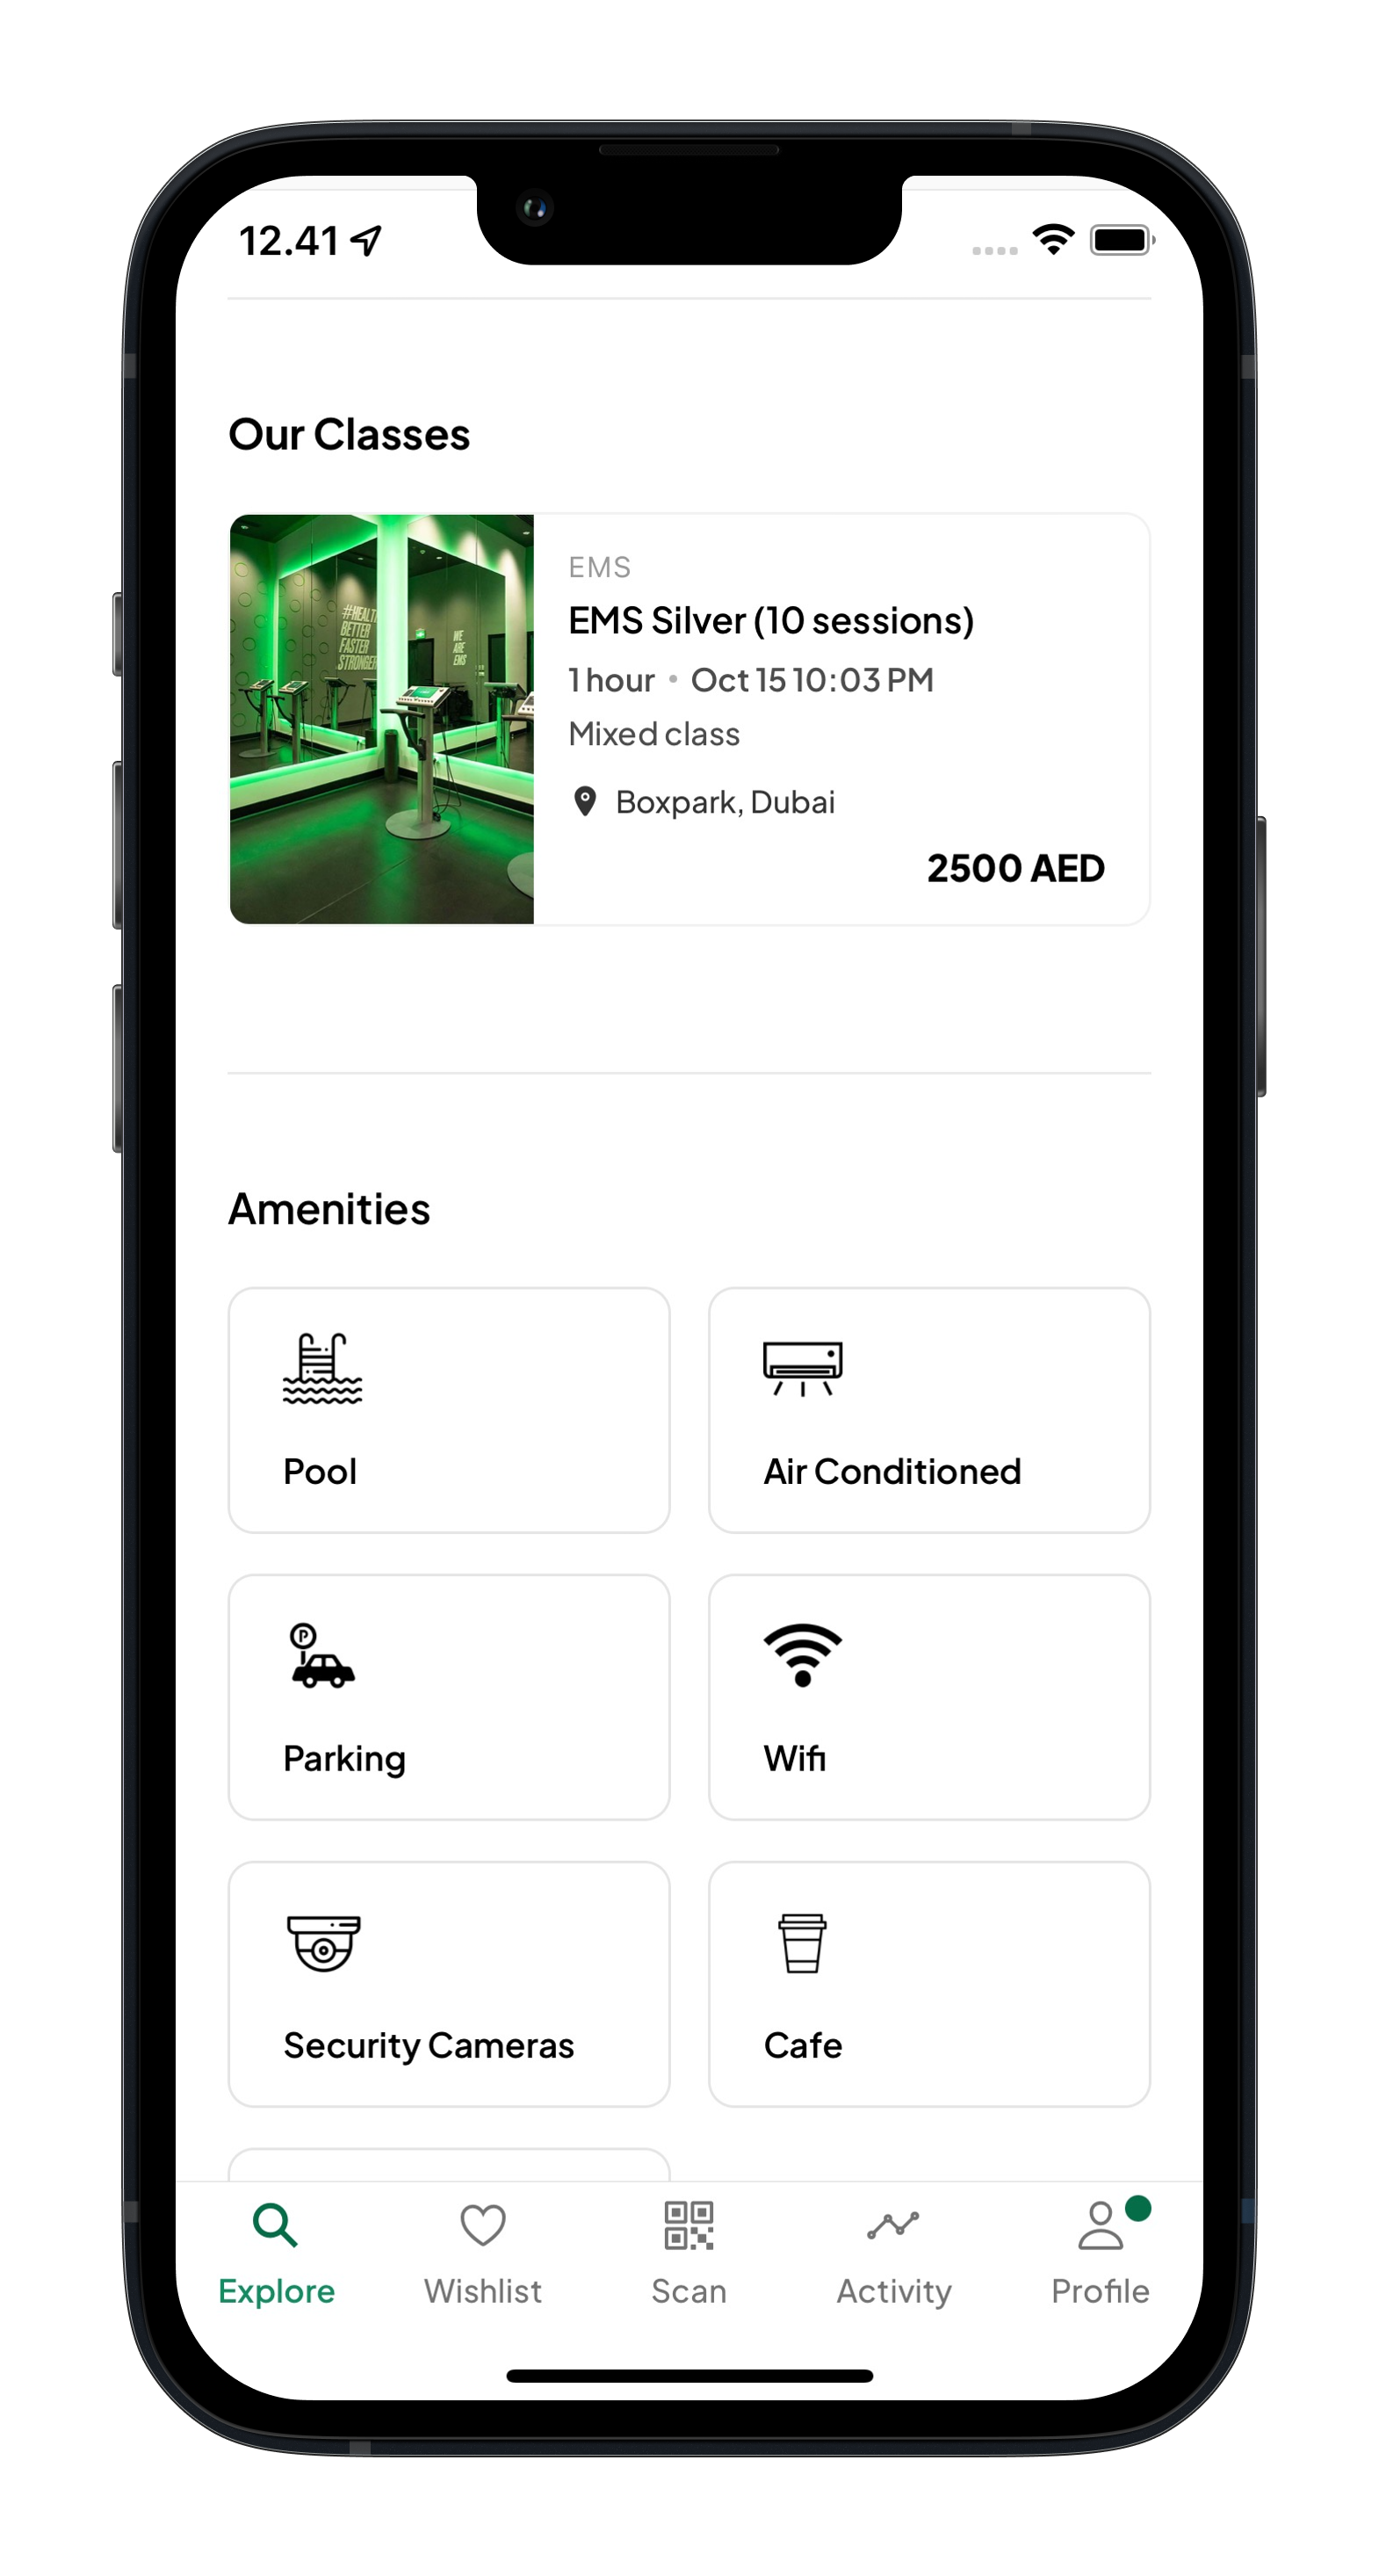 12.41
Our Classes
#HEALTH
BETTER
FASTER
STRONGER
WE
ARE
EMS
EMS
EMS Silver (10 sessions)
1 hour • Oct 15 10:03 PM
Mixed class
Boxpark, Dubai
2500 AED
Amenities
Pool
Air Conditioned
P
Parking
Wifi
Security Cameras
Cafe
Explore
Wishlist
Scan
Activity
Profile